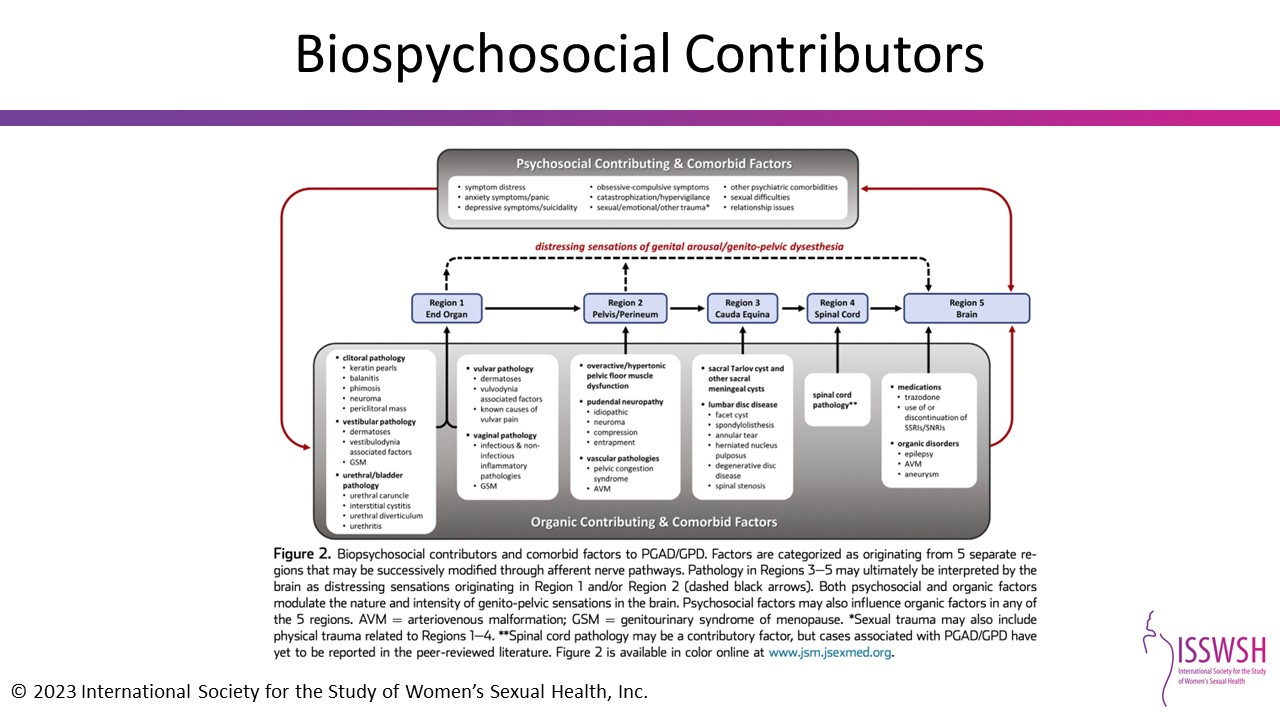 Biospychosocial Contributors
Psychosocial Contributing & Comorbid Factors
• symptom distress
• anxiety symptoms/panic
• depressive symptoms/suicidality
• obsessive-compulsive symptoms
• catastrophization/hypervigilance
• sexual/emotional/other trauma*
• other psychiatric comorbidities
• sexual difficulties
• relationship issues
distressing sensations of genital arousal/genito-pelvic dysesthesia
Region 1
End Organ
Region 2
Pelvis/Perineum
Region 3
Cauda Equina
Region 4
Spinal Cord
Region 5
Brain
▪ clitoral pathology
• keratin pearls
• balanitis
• phimosis
• neuroma
• periclitoral mass
▪ vestibular pathology
• dermatoses
• vestibulodynia
associated factors
• GSM
▪ urethral/bladder
pathology
• urethral caruncle
• interstitial cystitis
• urethral diverticulum
• urethritis
▪ vulvar pathology
• dermatoses
• vulvodynia
associated factors
• known causes of
vulvar pain
▪ vaginal pathology
• infectious & non-
infectious
inflammatory
pathologies
• GSM
▪ overactive/hypertonic
pelvic floor muscle
dysfunction
▪ pudendal neuropathy
• idiopathic
• neuroma
• compression
• entrapment
▪ vascular pathologies
• pelvic congestion
syndrome
• AVM
▪ sacral Tarlov cyst and
other sacral
meningeal cysts
▪ lumbar disc disease
• facet cyst
• spondylolisthesis
• annular tear
• herniated nucleus
pulposus
• degenerative disc
disease
• spinal stenosis
spinal cord
pathology**
▪ medications
• trazodone
• use of or
discontinuation of
SSRIs/SNRIs
▪ organic disorders
• epilepsy
• AVM
• aneurysm
Organic Contributing & Comorbid Factors
Figure 2. Biopsychosocial contributors and comorbid factors to PGAD/GPD. Factors are categorized as originating from 5 separate re-
gions that may be successively modified through afferent nerve pathways. Pathology in Regions 3—5 may ultimately be interpreted by the
brain as distressing sensations originating in Region 1 and/or Region 2 (dashed black arrows). Both psychosocial and organic factors
modulate the nature and intensity of genito-pelvic sensations in the brain. Psychosocial factors may also influence organic factors in any of
the 5 regions. AVM = arteriovenous malformation; GSM = genitourinary syndrome of menopause. *Sexual trauma may also include
physical trauma related to Regions 1—4. **Spinal cord pathology may be a contributory factor, but cases associated with PGAD/GPD have
yet to be reported in the peer-reviewed literature. Figure 2 is available in color online at www.jsm.jsexmed.org.
ISSWSH
International Society for the Study
of Women's Sexual Health
© 2023 International Society for the Study of Women's Sexual Health, Inc.